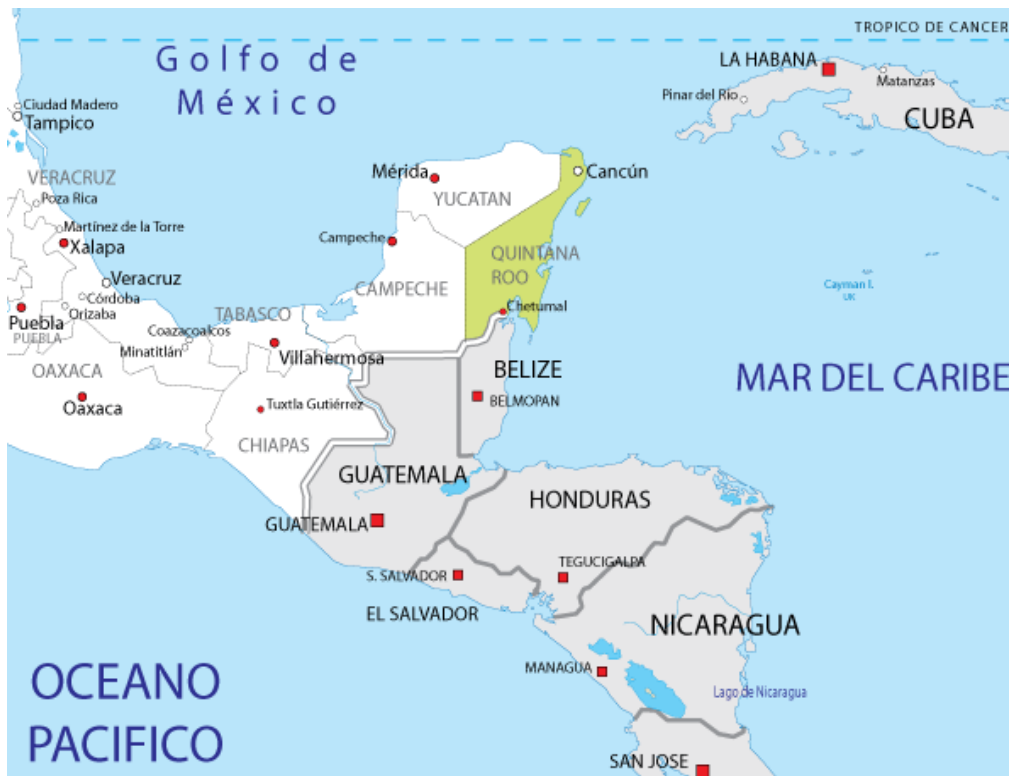 TROPICO DE CANCER
Golfo de
México
LA HABANA
Matanzas
Pinar del Río
CUBA
Ciudad Madero
Tampico
VERACRUZ
Poza Rica
Martínez de la Torre
Xalapa
Mérida
YUCATAN
Cancún
Campeche
QUINTANA
ROO
CAMPECHE
Chetumal
Veracruz
Córdoba
Orizaba
Puebla
PUEBLA
TABASCO
Coazacoalcos
Minatitlán
Villahermosa
Cayman I.
UK
OAXACA
Oaxaca
Tuxtla Gutiérrez
CHIAPAS
BELIZE
BELMOPAN
MAR DEL CARIBE
GUATEMALA
GUATEMALA
HONDURAS
TEGUCIGALPA
S. SALVADOR
EL SALVADOR
NICARAGUA
MANAGUA
Lago de Nicaragua
OCEANO
PACIFICO
SAN JOSE